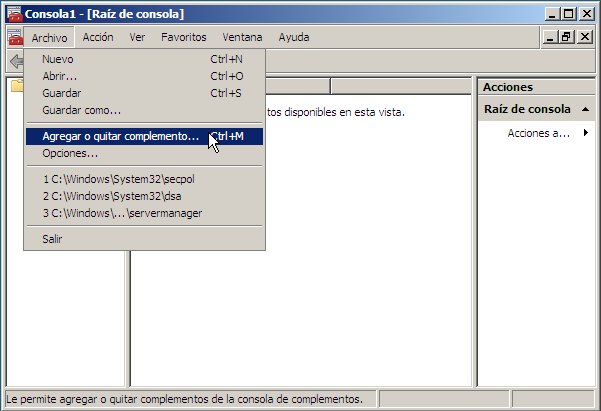 Consola1 - [Raíz de consola]
Archivo Acción Ver Favoritos Ventana Ayuda
Nuevo Ctrl+N
Abrir... Ctrl+O
Guardar Ctrl+S
Guardar como...
Agregar o quitar complemento... Ctrl+M
Opciones...
1 C:\Windows\System32\secpol
2 C:\Windows\System32\dsa
3 C:\Windows\...\servermanager
Salir
tos disponibles en esta vista.
Acciones
Raíz de consola
Acciones a...
Le permite agregar o quitar complementos de la consola de complementos.